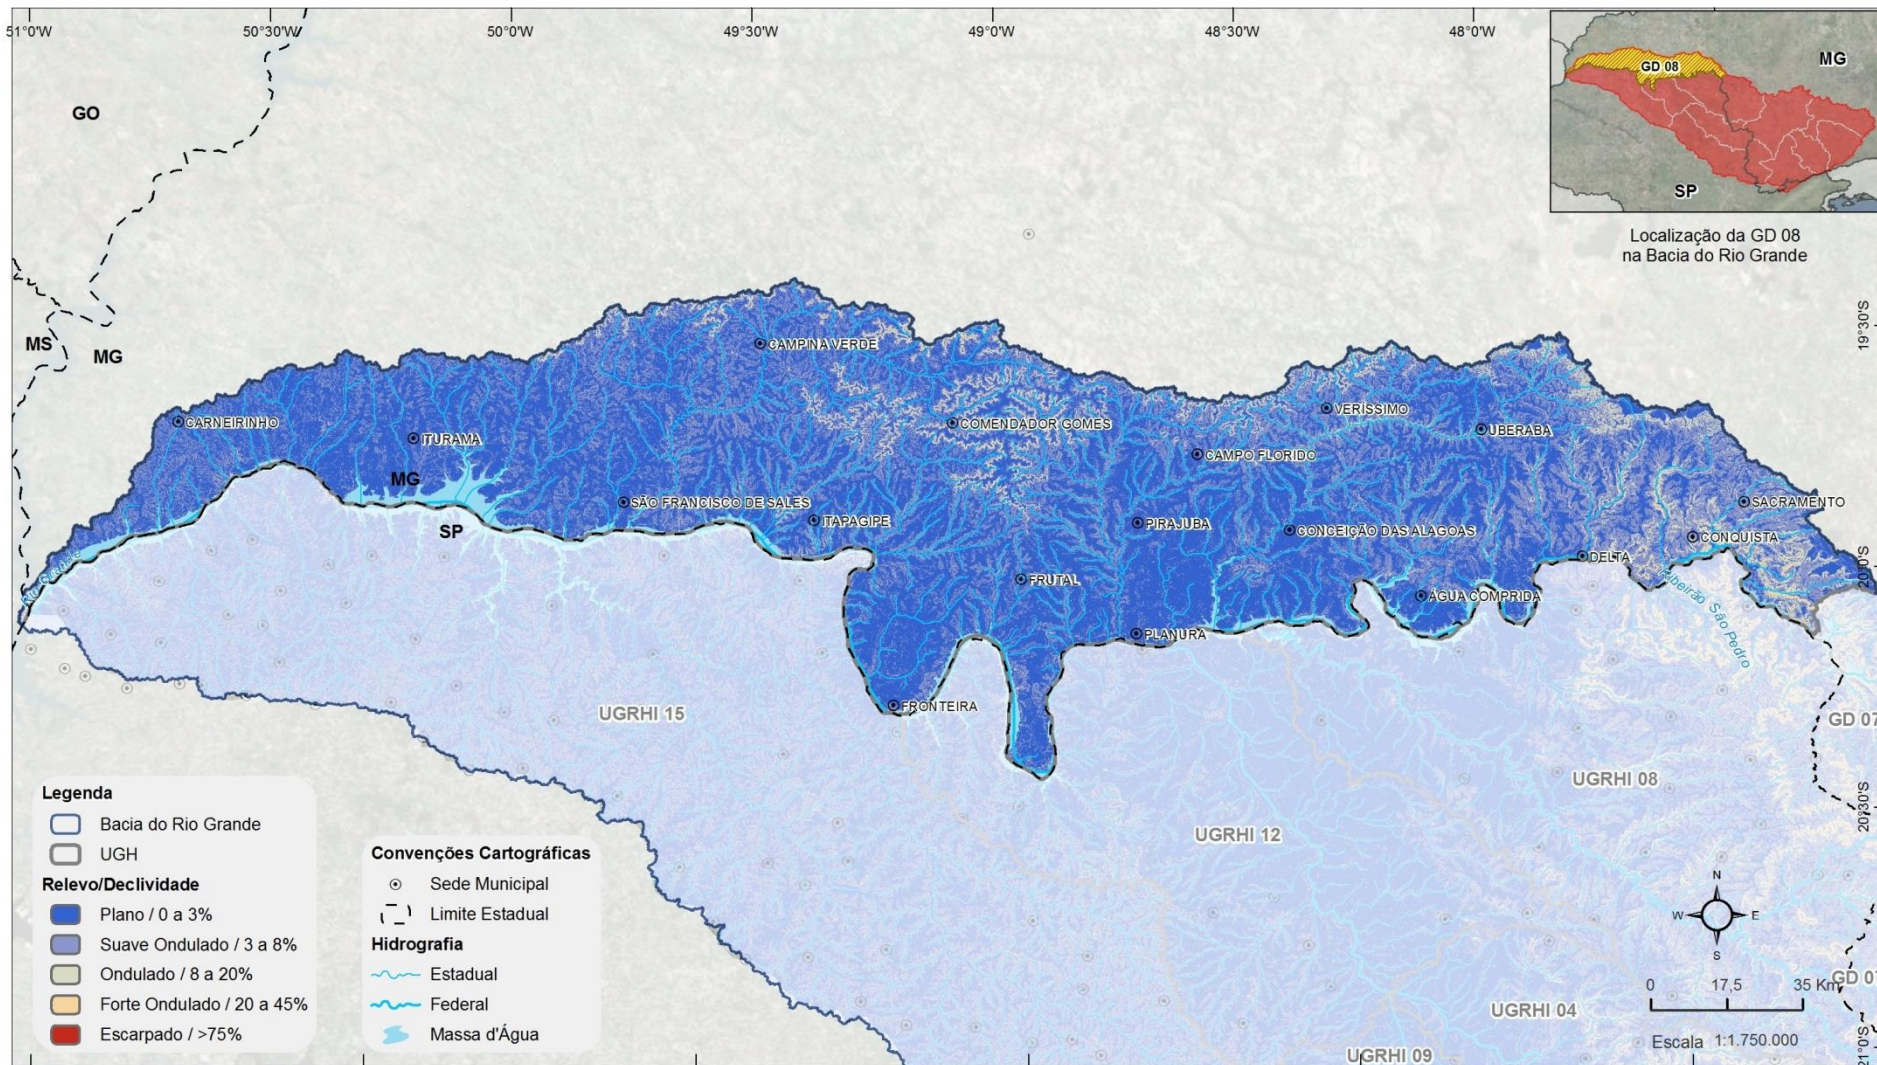 51°0'W
50°30'W
50°0'W
49°30'W
49°0'W
48°30'W
48°0'W
GO
MG
GD 08
SP
Localização da GD 08
na Bacia do Rio Grande
19°30'S
MS
MG
CAMPINA VERDE
CARNEIRINHO
ITURAMA
COMENDADOR GOMES
VERÍSSIMO
UBERABA
CAMPO FLORIDO
MG
SÃO FRANCISCO DE SALES
ITAPAGIPE
PIRAJUBA
CONCEIÇÃO DAS ALAGOAS
SACRAMENTO
CONQUISTA
SP
DELTA
20°0'S
Rio Grande
FRUTAL
ÁGUA COMPRIDA
Ribeirão São Pedro
PLANURA
FRONTEIRA
UGRHI 15
GD 07
UGRHI 08
20°30'S
UGRHI 12
Legenda
Bacia do Rio Grande
UGH
Relevo/Declividade
Plano / 0 a 3%
Suave Ondulado / 3 a 8%
Ondulado / 8 a 20%
Forte Ondulado / 20 a 45%
Escarpado / >75%
Convenções Cartográficas
Sede Municipal
Limite Estadual
Hidrografia
Estadual
Federal
Massa d'Água
N
W
E
S
GD 07
0
17,5
35 Km
UGRHI 04
Escala 1:1.750.000
UGRHI 09
21°0'S